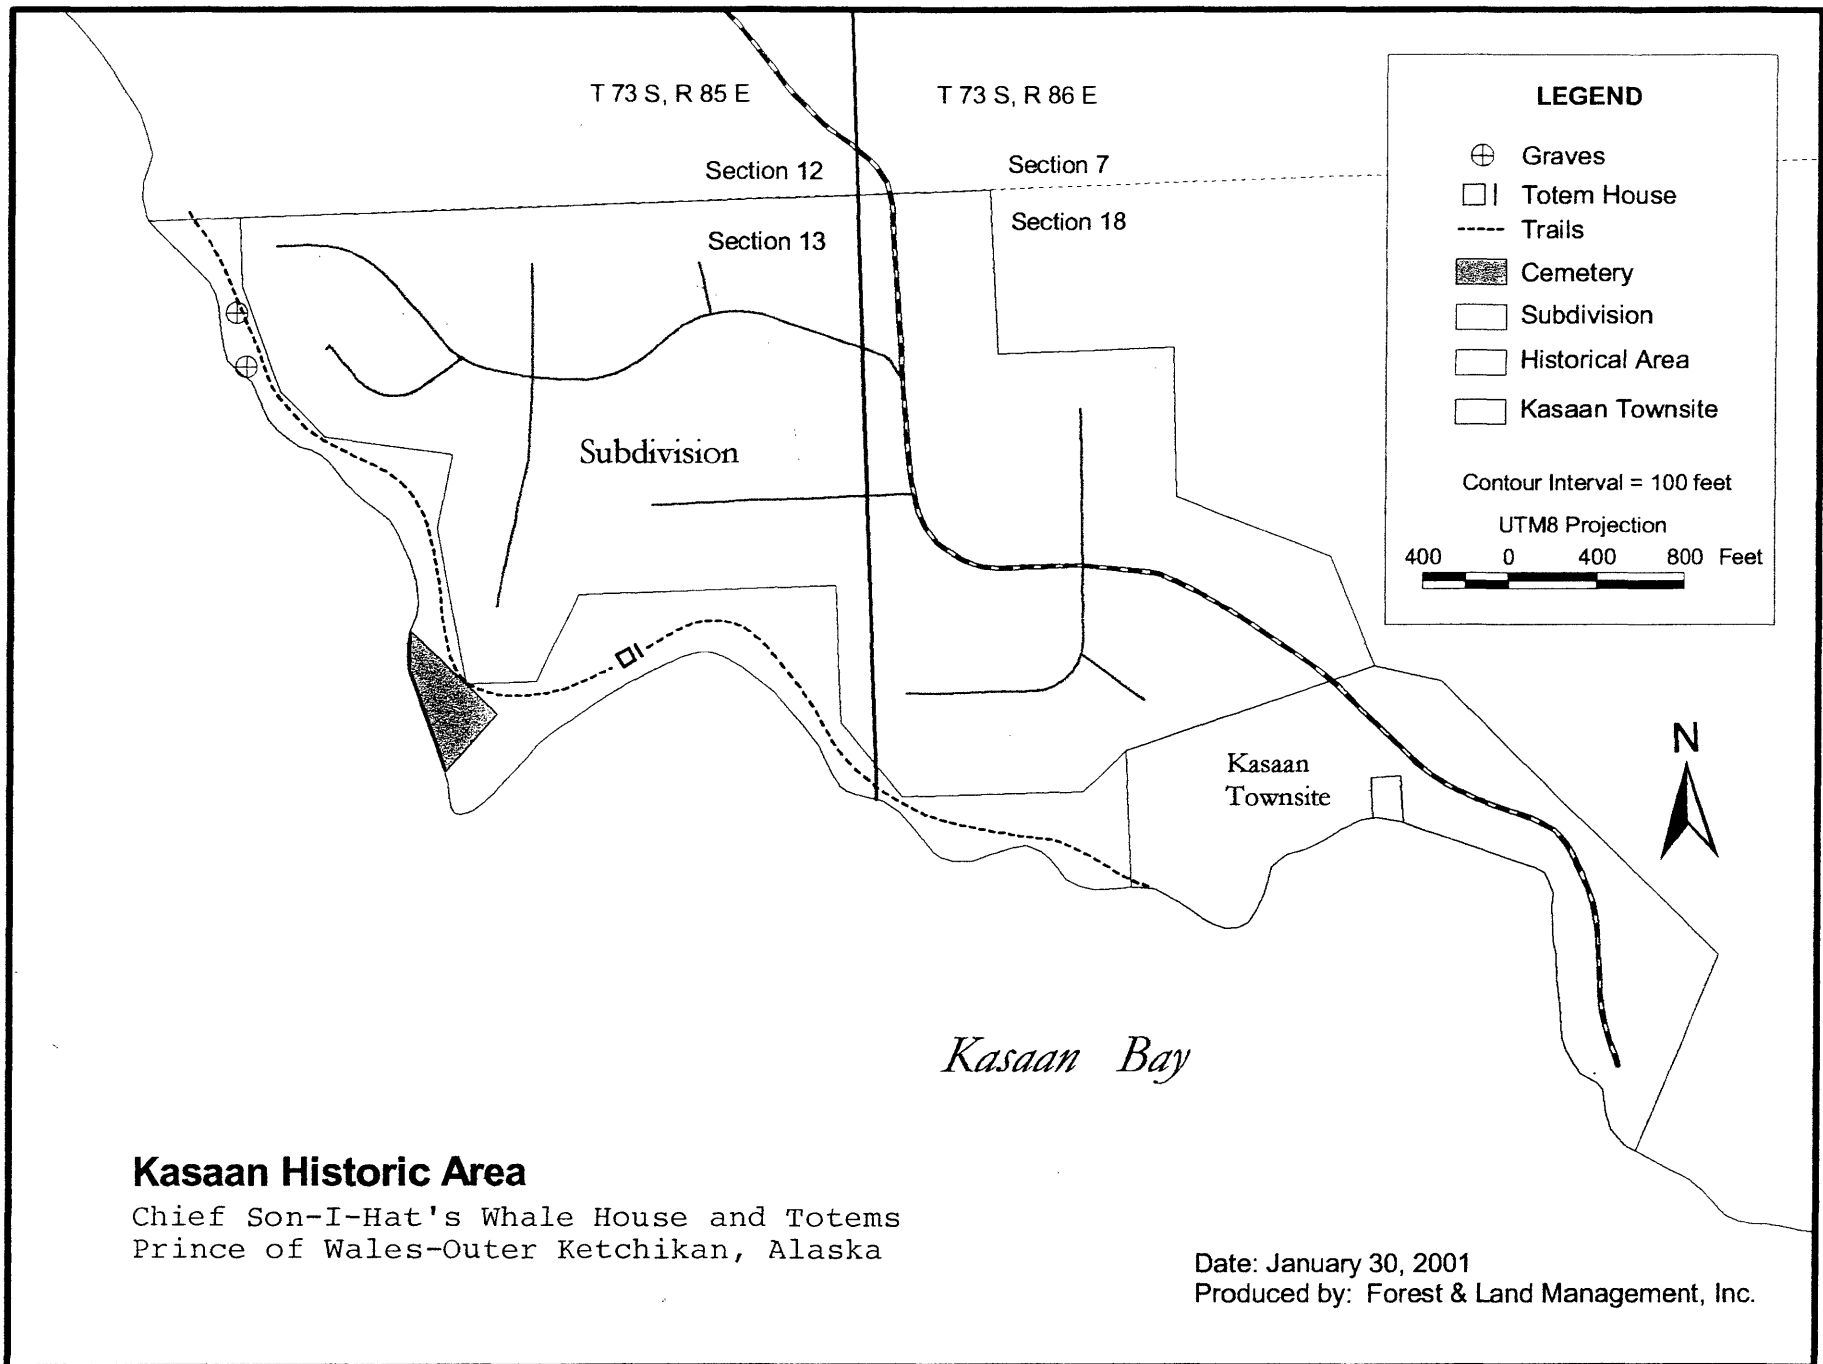 T 73 S, R 85 E
T 73 S, R 86 E
Section 12
Section 7
Section 13
Section 18
Subdivision
Kasaan
Townsite
Kasaan Bay
LEGEND
Graves
Totem House
Trails
Cemetery
Subdivision
Historical Area
Kasaan Townsite
Contour Interval = 100 feet
UTM8 Projection
400 0 400 800 Feet
N
Kasaan Historic Area
Chief Son-I-Hat's Whale House and Totems
Prince of Wales-Outer Ketchikan, Alaska
Date: January 30, 2001
Produced by: Forest & Land Management, Inc.